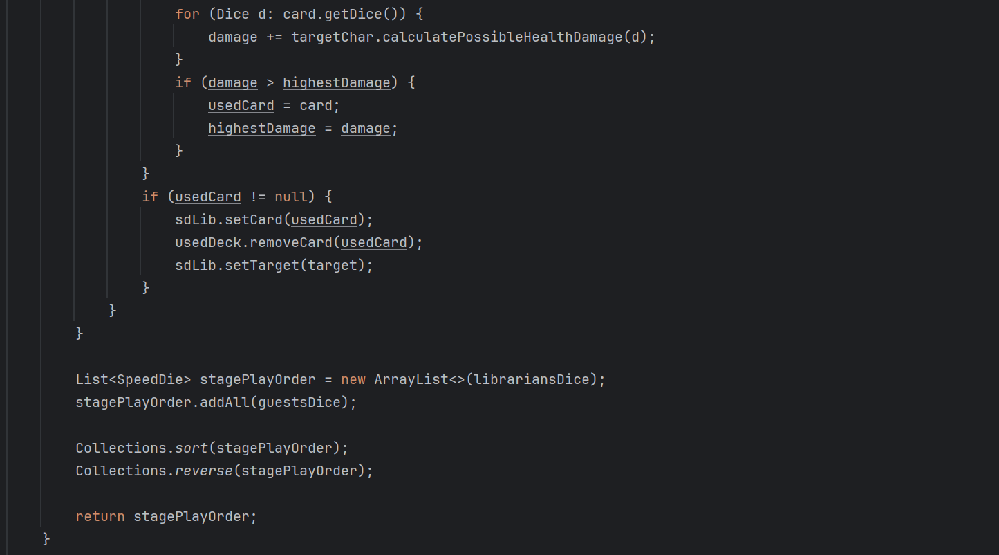 for (Dice d: card.getDice()) {
damage += targetChar.calculatePossibleHealthDamage(d);
}
if (damage > highestDamage) {
usedCard = card;
highestDamage = damage;
}
}
if (usedCard != null) {
sdLib.setCard(usedCard);
usedDeck.removeCard(usedCard);
sdLib.setTarget(target);
}
}
}
List<SpeedDie> stagePlayOrder = new ArrayList<>(librariansDice);
stagePlayOrder.addAll(guestsDice);
Collections.sort(stagePlayOrder);
Collections.reverse(stagePlayOrder);
return stagePlayOrder;
}